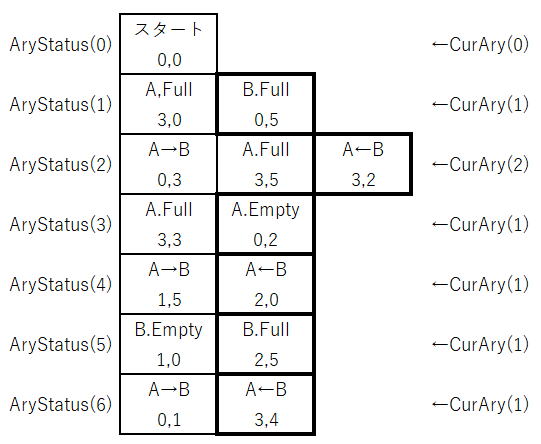 スタート
AryStatus(0) 0,0 ←CurAry(0)
A,Full B.Full
AryStatus(1) 3,0 0,5 ←CurAry(1)
A→B A.Full A←B
AryStatus(2) 0,3 3,5 3,2 ←CurAry(2)
A.Full A.Empty
AryStatus(3) 3,3 0,2 ←CurAry(1)
A→B A←B
AryStatus(4) 1,5 2,0 ←CurAry(1)
B.Empty B.Full
AryStatus(5) 1,0 2,5 ←CurAry(1)
A→B A←B
AryStatus(6) 0,1 3,4 ←CurAry(1)